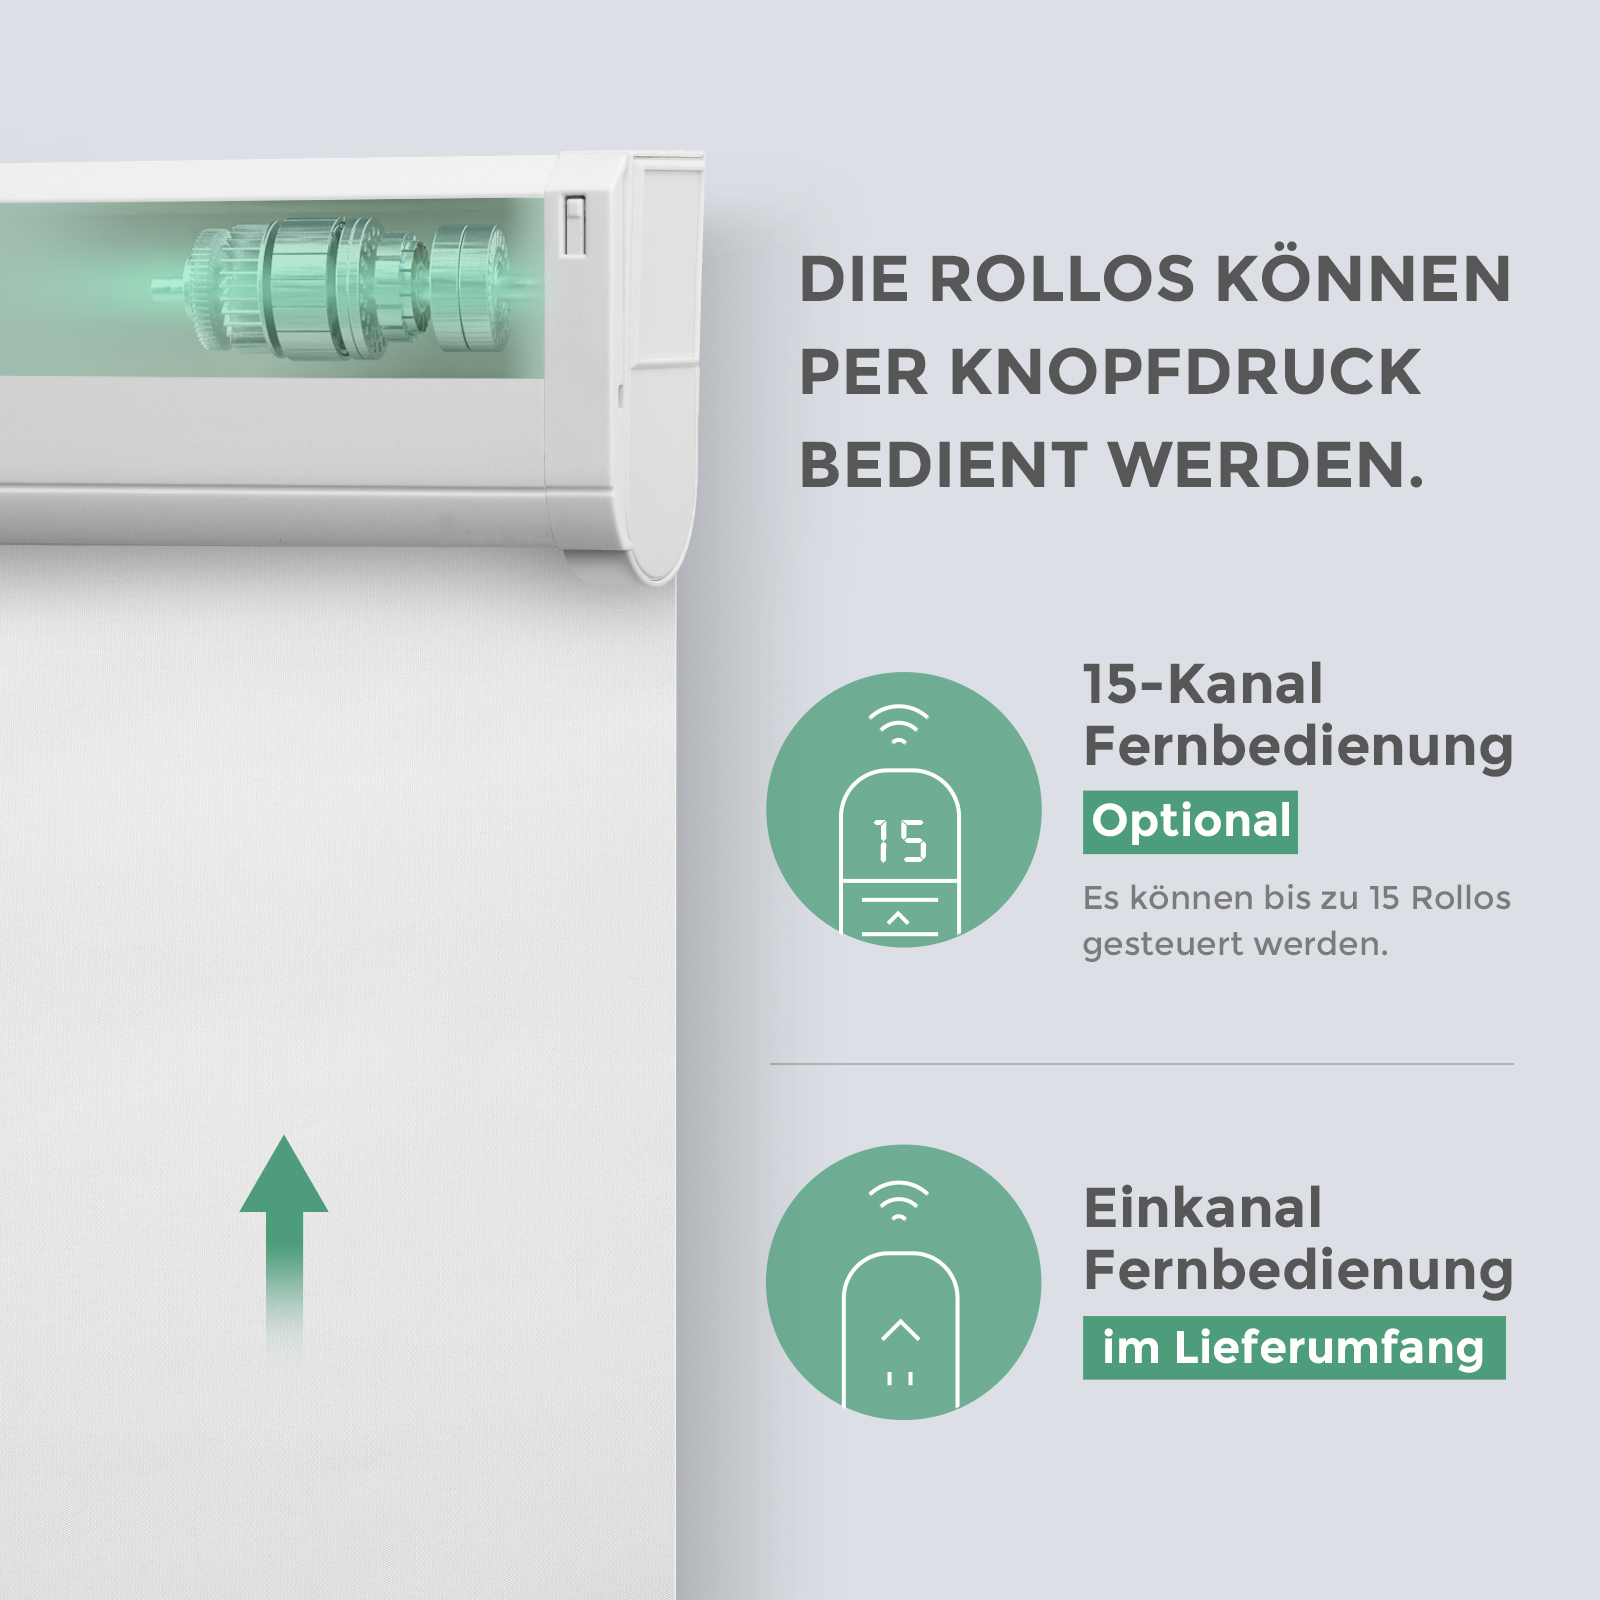 DIE ROLLOS KÖNNEN
PER KNOPFDRUCK
BEDIENT WERDEN.
15-Kanal
Fernbedienung
Optional
Es können bis zu 15 Rollos
gesteuert werden.
15
Einkanal
Fernbedienung
im Lieferumfang